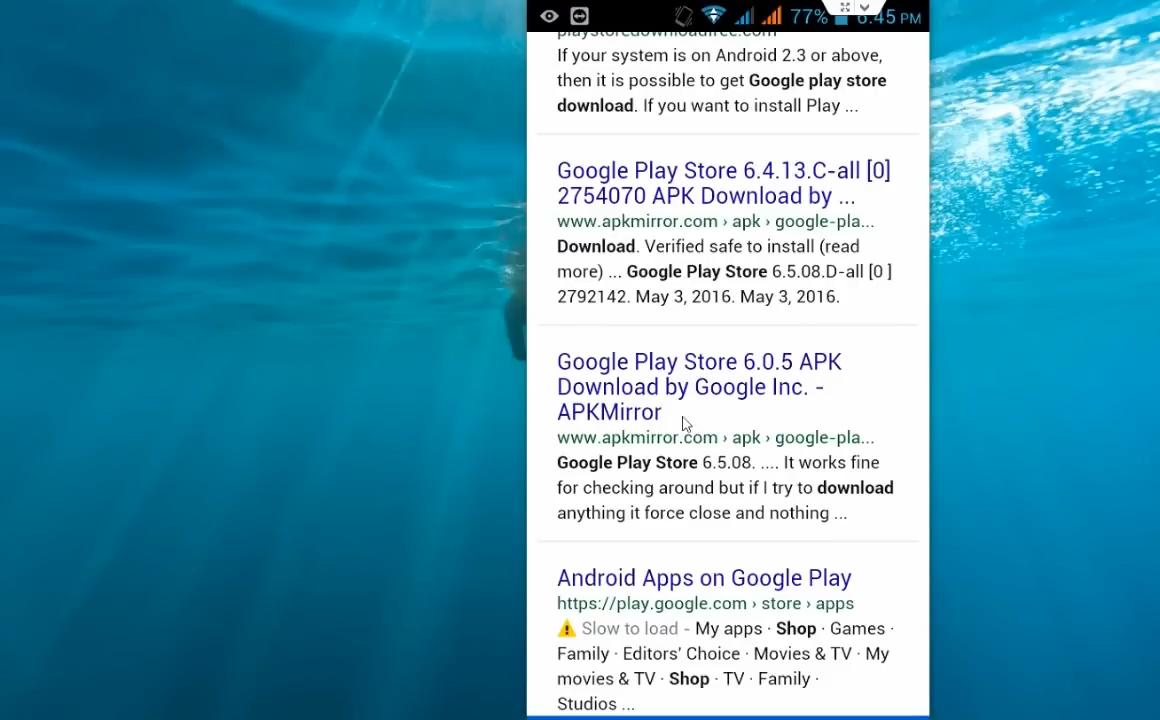 77% 6:45 PM
playstoredownloadfree.com
If your system is on Android 2.3 or above,
then it is possible to get Google play store
download. If you want to install Play ...
Google Play Store 6.4.13.C-all [0]
2754070 APK Download by ...
www.apkmirror.com › apk › google-pla...
Download. Verified safe to install (read
more) ... Google Play Store 6.5.08.D-all [0 ]
2792142. May 3, 2016. May 3, 2016.
Google Play Store 6.0.5 APK
Download by Google Inc. -
APKMirror
www.apkmirror.com › apk › google-pla...
Google Play Store 6.5.08. .... It works fine
for checking around but if I try to download
anything it force close and nothing ...
Android Apps on Google Play
https://play.google.com › store › apps
Slow to load - My apps · Shop · Games ·
Family · Editors' Choice · Movies & TV · My
movies & TV · Shop · TV · Family ·
Studios ...